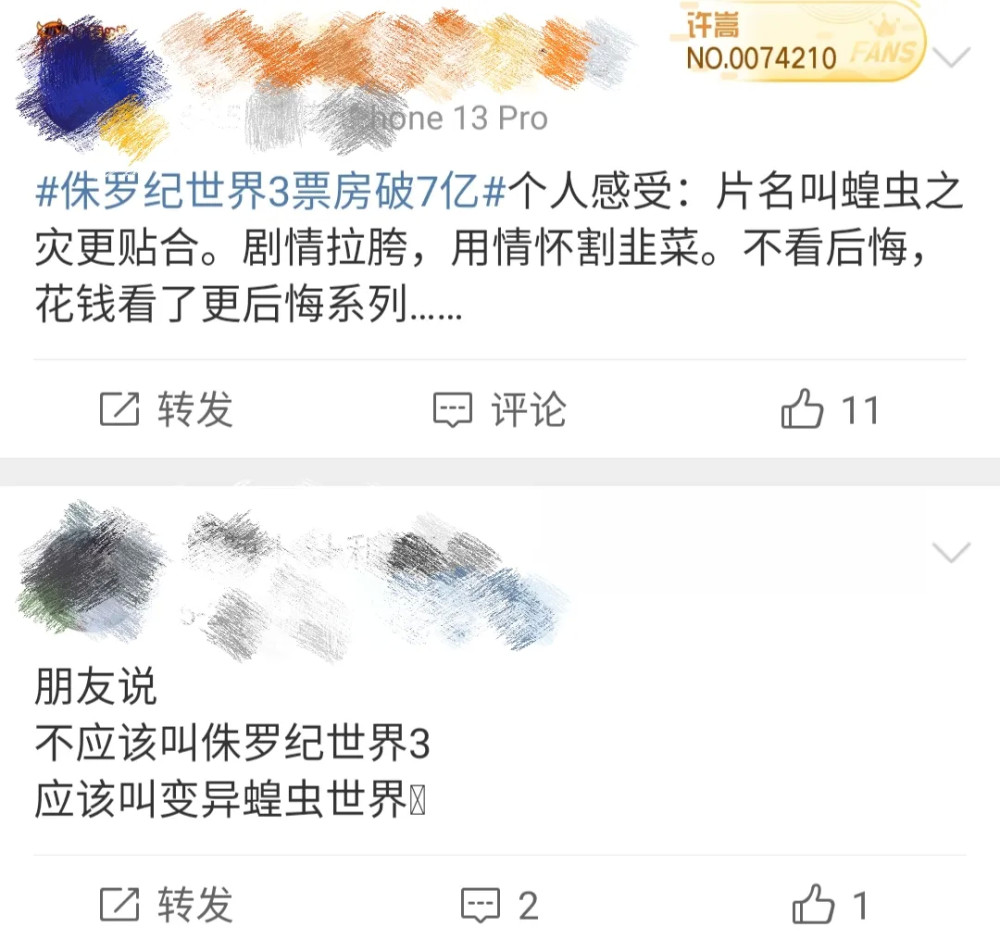 许嵩
NO.0074210
FANS
hone 13 Pro
#侏罗纪世界3票房破7亿#个人感受：片名叫蝗虫之
灾更贴合。剧情拉胯，用情怀割韭菜。不看后悔，
花钱看了更后悔系列......
转发
评论
11
朋友说
不应该叫侏罗纪世界3
应该叫变异蝗虫世界
转发
2
1